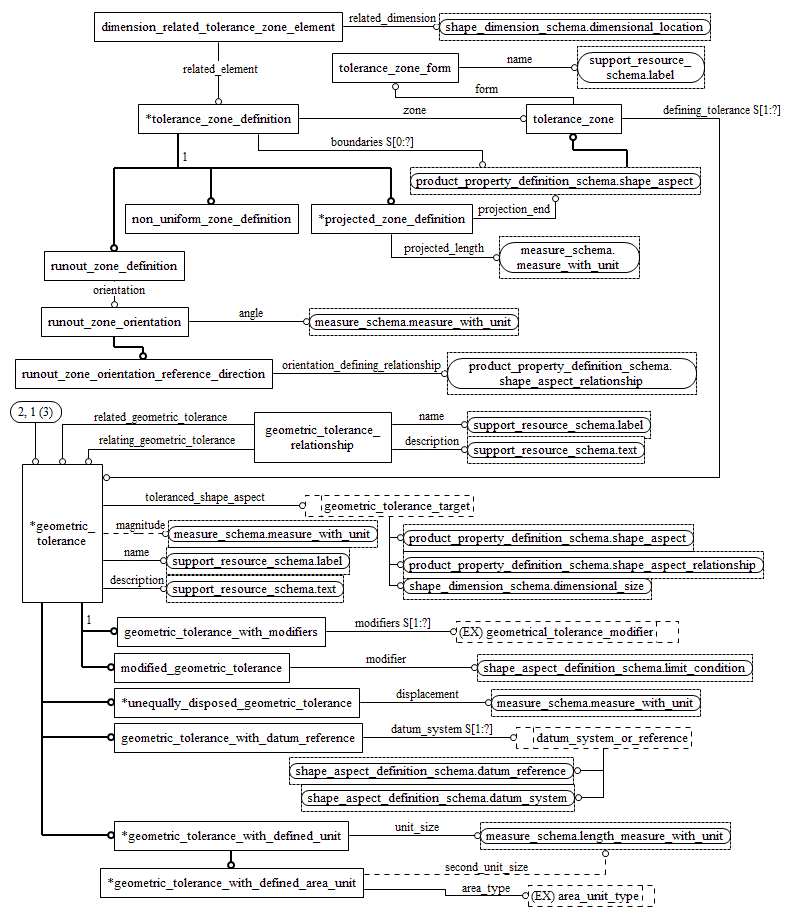 dimension_related_tolerance_zone_element
related_dimension
shape_dimension_schema.dimensional_location
related_element
tolerance_zone_form
name
support_resource_
schema.label
form
*tolerance_zone_definition
zone
tolerance_zone
defining_tolerance S[1:?]
boundaries S[0:?]
1
product_property_definition_schema.shape_aspect
non_uniform_zone_definition
*projected_zone_definition
projection_end
projected_length
measure_schema.
measure_with_unit
runout_zone_definition
orientation
runout_zone_orientation
angle
measure_schema.measure_with_unit
runout_zone_orientation_reference_direction
orientation_defining_relationship
product_property_definition_schema.
shape_aspect_relationship
2, 1 (3)
related_geometric_tolerance
relating_geometric_tolerance
geometric_tolerance_
relationship
name
support_resource_schema.label
description
support_resource_schema.text
*geometric_
tolerance
toleranced_shape_aspect
geometric_tolerance_target
magnitude
measure_schema.measure_with_unit
name
support_resource_schema.label
description
support_resource_schema.text
product_property_definition_schema.shape_aspect
product_property_definition_schema.shape_aspect_relationship
shape_dimension_schema.dimensional_size
1
geometric_tolerance_with_modifiers
modifiers S[1:?]
(EX) geometrical_tolerance_modifier
modified_geometric_tolerance
modifier
shape_aspect_definition_schema.limit_condition
*unequally_disposed_geometric_tolerance
displacement
measure_schema.measure_with_unit
geometric_tolerance_with_datum_reference
datum_system S[1:?]
datum_system_or_reference
shape_aspect_definition_schema.datum_reference
shape_aspect_definition_schema.datum_system
*geometric_tolerance_with_defined_unit
unit_size
measure_schema.length_measure_with_unit
second_unit_size
*geometric_tolerance_with_defined_area_unit
area_type
(EX) area_unit_type